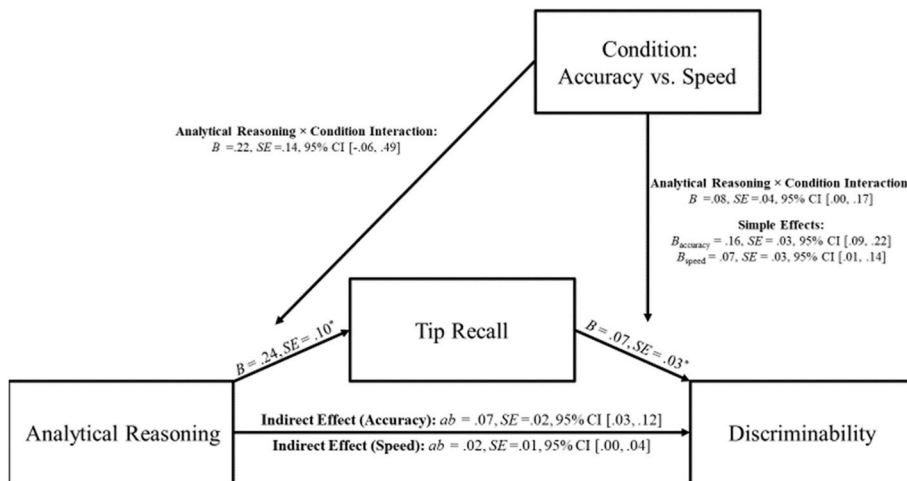 Condition:
Accuracy vs. Speed
Analytical Reasoning × Condition Interaction:
B =.22, SE =.14, 95% CI [-.06, .49]
Analytical Reasoning × Condition Interaction
B =.08, SE =.04, 95% CI [.00, .17]
Simple Effects:
Baccuracy = .16, SE = .03, 95% CI [.09, .22]
Bspeed = .07, SE = .03, 95% CI [.01, .14]
Tip Recall
B = .24, SE = .10*
B = .07, SE = .03*
Analytical Reasoning
Indirect Effect (Accuracy): ab = .07, SE =.02, 95% CI [.03, .12]
Indirect Effect (Speed): ab = .02, SE =.01, 95% CI [.00, .04]
Discriminability